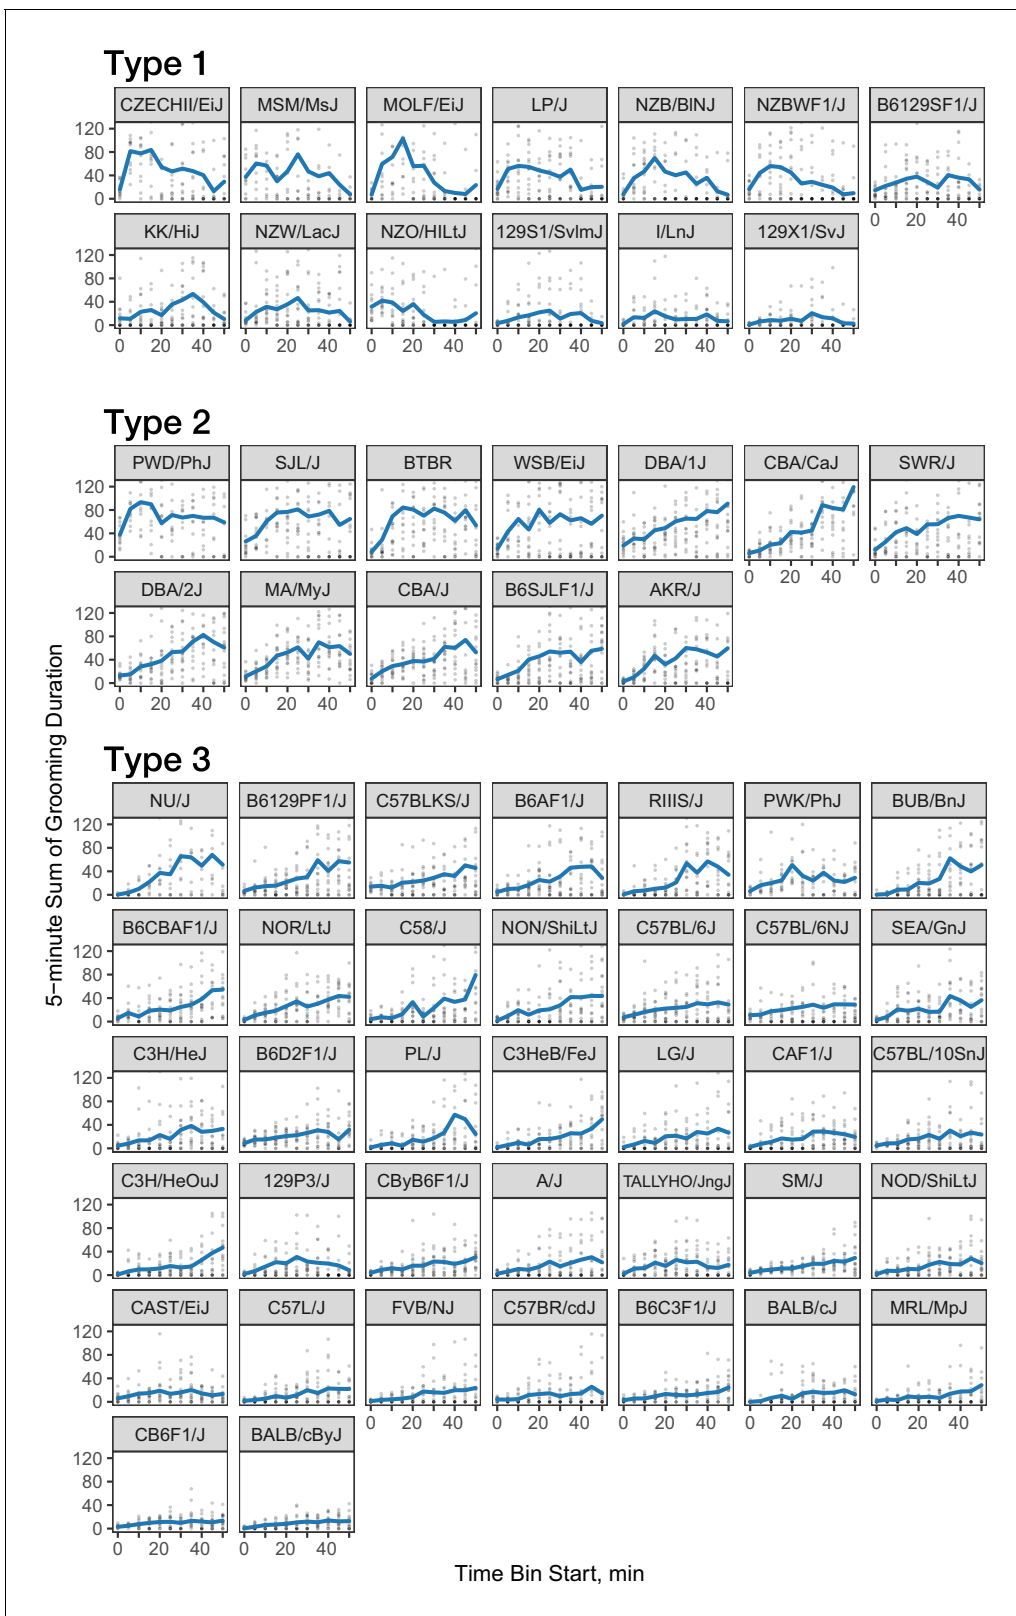 Type 1
CZECHII/EiJ MSM/MsJ MOLF/EiJ LP/J NZB/BlNJ NZBWF1/J B6129SF1/J
120
80
40
0
0 40
KK/HiJ NZW/LacJ NZO/HILtJ 129S1/SvImJ I/LnJ 129X1/SvJ
120
80
40
0
0 20 40 0 20 40 0 20 40 0 20 40 0 20 40 0 20 40
Type 2
PWD/PhJ SJL/J BTBR WSB/EiJ DBA/1J CBA/CaJ SWR/J
120
80
40
0
0 20 40 0 20 40
DBA/2J MA/MyJ CBA/J B6SJLF1/J AKR/J
120
80
40
0
0 20 40 0 20 40 0 20 40 0 20 40 0 20 40
5−minute Sum of Grooming Duration
Type 3
NU/J B6129PF1/J C57BLKS/J B6AF1/J RIIIS/J PWK/PhJ BUB/BnJ
120
80
40
0
B6CBAF1/J NOR/LtJ C58/J NON/ShiLtJ C57BL/6J C57BL/6NJ SEA/GnJ
120
80
40
0
C3H/HeJ B6D2F1/J PL/J C3HeB/FeJ LG/J CAF1/J C57BL/10SnJ
120
80
40
0
C3H/HeOuJ 129P3/J CByB6F1/J A/J TALLYHO/JngJ SM/J NOD/ShiLtJ
120
80
40
0
CAST/EiJ C57L/J FVB/NJ C57BR/cdJ B6C3F1/J BALB/cJ MRL/MpJ
120
80
40
0
0 20 40 0 20 40 0 20 40 0 20 40 0 20 40
CB6F1/J BALB/cByJ
120
80
40
0
0 20 40 0 20 40
Time Bin Start, min